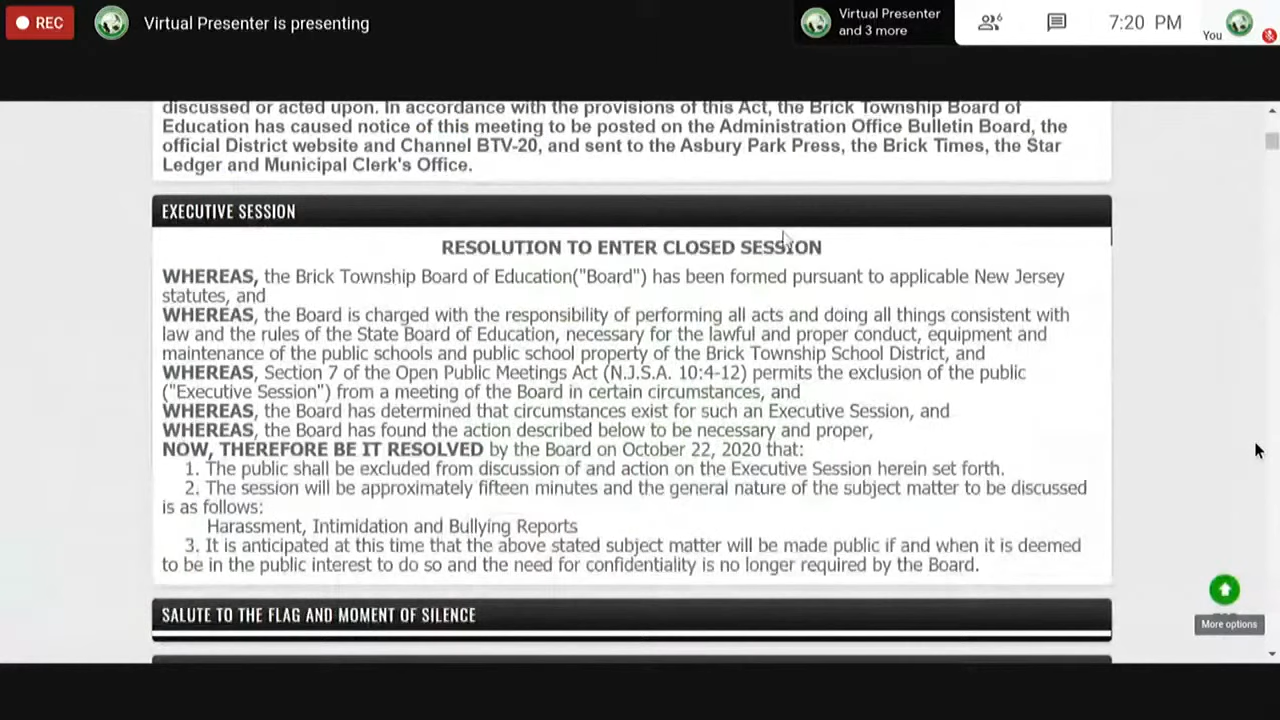 REC
Virtual Presenter is presenting
Virtual Presenter
and 3 more
6
7:20 PM
You
discussed or acted upon. In accordance with the provisions of this Act, the Brick Township Board of
Education has caused notice of this meeting to be posted on the Administration Office Bulletin Board, the
official District website and Channel BTV-20, and sent to the Asbury Park Press, the Brick Times, the Star
Ledger and Municipal Clerk's Office.
EXECUTIVE SESSION
RESOLUTION TO ENTER CLOSED SESSION
WHEREAS, the Brick Township Board of Education("Board") has been formed pursuant to applicable New Jersey
statutes, and
WHEREAS, the Board is charged with the responsibility of performing all acts and doing all things consistent with
law and the rules of the State Board of Education, necessary for the lawful and proper conduct, equipment and
maintenance of the public schools and public school property of the Brick Township School District, and
WHEREAS, Section 7 of the Open Public Meetings Act (N.J.S.A. 10:4-12) permits the exclusion of the public
("Executive Session") from a meeting of the Board in certain circumstances, and
WHEREAS, the Board has determined that circumstances exist for such an Executive Session, and
WHEREAS, the Board has found the action described below to be necessary and proper,
NOW, THEREFORE BE IT RESOLVED by the Board on October 22, 2020 that:
1. The public shall be excluded from discussion of and action on the Executive Session herein set forth.
2. The session will be approximately fifteen minutes and the general nature of the subject matter to be discussed
is as follows:
Harassment, Intimidation and Bullying Reports
3. It is anticipated at this time that the above stated subject matter will be made public if and when it is deemed
to be in the public interest to do so and the need for confidentiality is no longer required by the Board.
SALUTE TO THE FLAG AND MOMENT OF SILENCE
More options